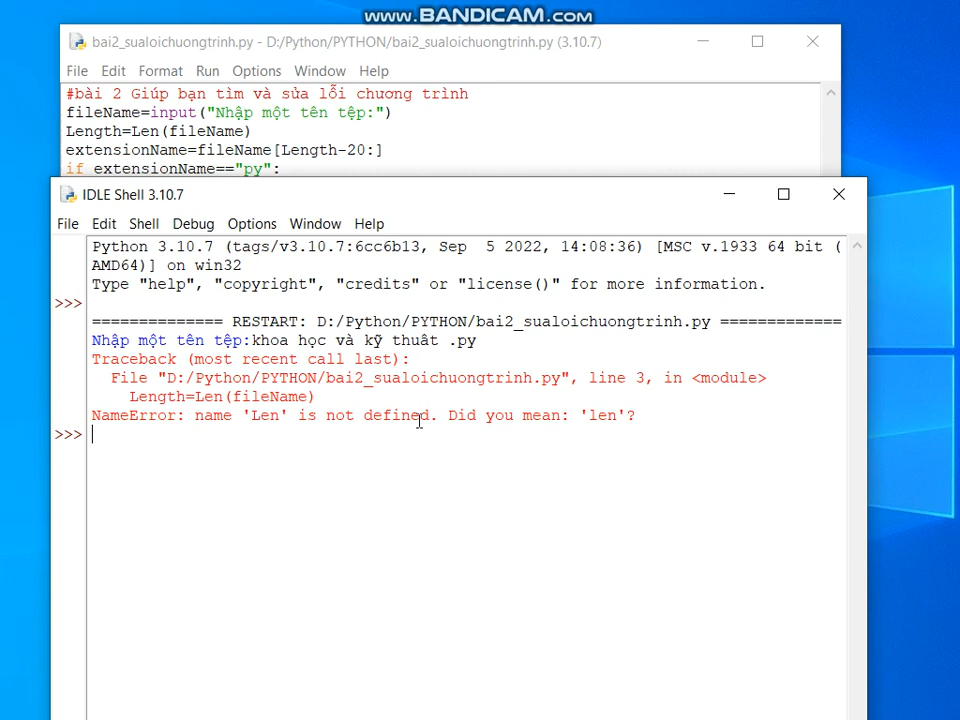 www.BANDICAM.com
bai2_sualoichuongtrinh.py - D:/Python/PYTHON/bai2_sualoichuongtrinh.py (3.10.7)
File Edit Format Run Options Window Help
#bài 2 Giúp bạn tìm và sửa lỗi chương trình
fileName=input("Nhập một tên tệp:")
Length=Len(fileName)
extensionName=fileName[Length-20:]
if extensionName=="py":
IDLE Shell 3.10.7
File Edit Shell Debug Options Window Help
Python 3.10.7 (tags/v3.10.7:6cc6b13, Sep  5 2022, 14:08:36) [MSC v.1933 64 bit (
AMD64)] on win32
Type "help", "copyright", "credits" or "license()" for more information.
>>>
============== RESTART: D:/Python/PYTHON/bai2_sualoichuongtrinh.py =============
Nhập một tên tệp:khoa học và kỹ thuât .py
Traceback (most recent call last):
  File "D:/Python/PYTHON/bai2_sualoichuongtrinh.py", line 3, in <module>
    Length=Len(fileName)
NameError: name 'Len' is not defined. Did you mean: 'len'?
>>>